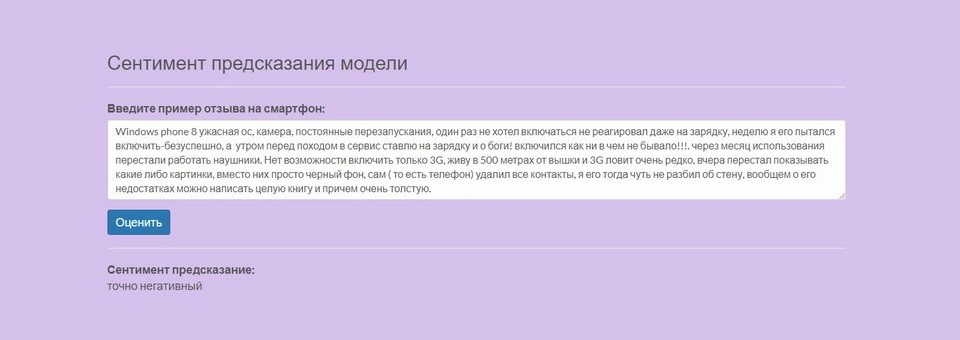 Сентимент предсказания модели
Введите пример отзыва на смартфон:
Windows phone 8 ужасная ос, камера, постоянные перезапускания, один раз не хотел включаться не реагировал даже на зарядку, неделю я его пытался
включить-безуспешно, а  утром перед походом в сервис ставлю на зарядку и о боги! включился как ни в чем не бывало!!!. через месяц использования
перестали работать наушники. Нет возможности включить только 3G, живу в 500 метрах от вышки и 3G ловит очень редко, вчера перестал показывать
какие либо картинки, вместо них просто черный фон, сам ( то есть телефон) удалил все контакты, я его тогда чуть не разбил об стену, вообщем о его
недостатках можно написать целую книгу и причем очень толстую.
Оценить
Сентимент предсказание:
точно негативный